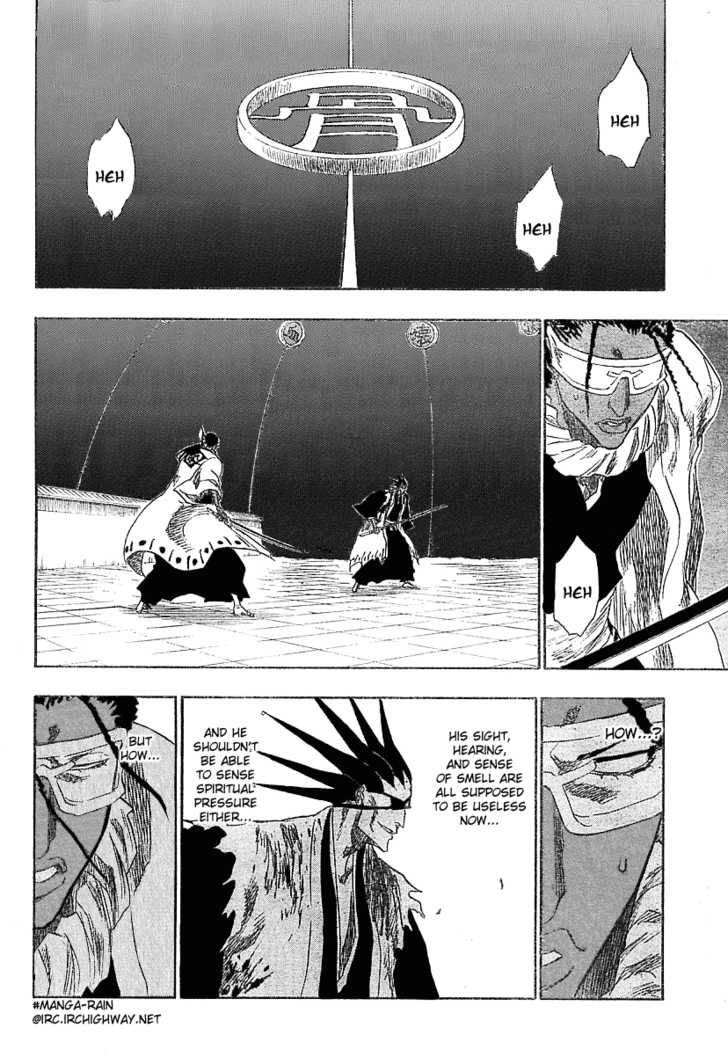 HEH
HEH
HEH
HEH
HOW...?
HIS SIGHT,
HEARING,
AND SENSE
OF SMELL ARE
ALL SUPPOSED
TO BE USELESS
NOW...
AND HE
SHOULDN'T
BE ABLE
TO SENSE
SPIRITUAL
PRESSURE
EITHER...
BUT
HOW...
#MANGA-RAIN
@IRC.IRCHIGHWAY.NET